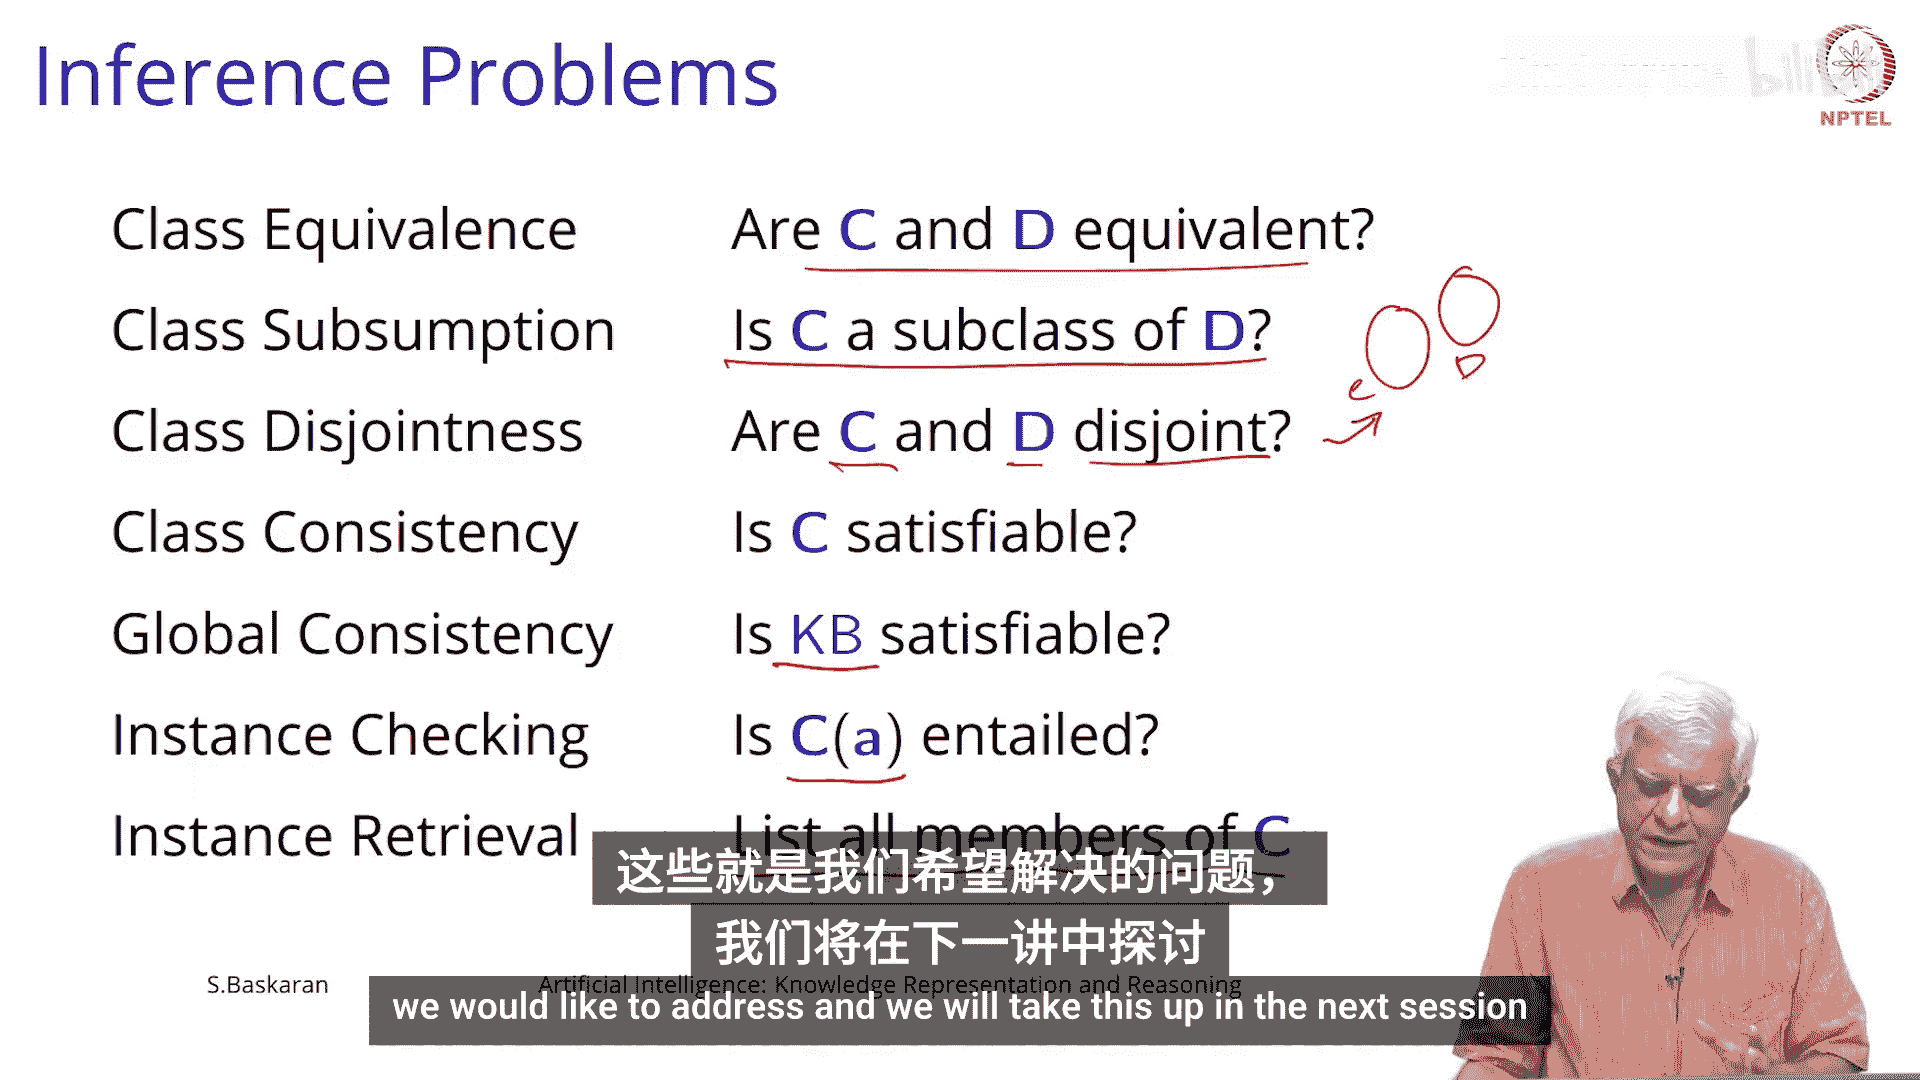 Inference Problems
NPTEL
Class Equivalence Are C and D equivalent?
Class Subsumption Is C a subclass of D?
C D
Class Disjointness Are C and D disjoint?
Class Consistency Is C satisfiable?
Global Consistency Is KB satisfiable?
Instance Checking Is C(a) entailed?
Instance Retrieval List all members of C
这些就是我们希望解决的问题，
我们将在下一讲中探讨
S.Baskaran Artificial Intelligence: Knowledge Representation and Reasoning
we would like to address and we will take this up in the next session